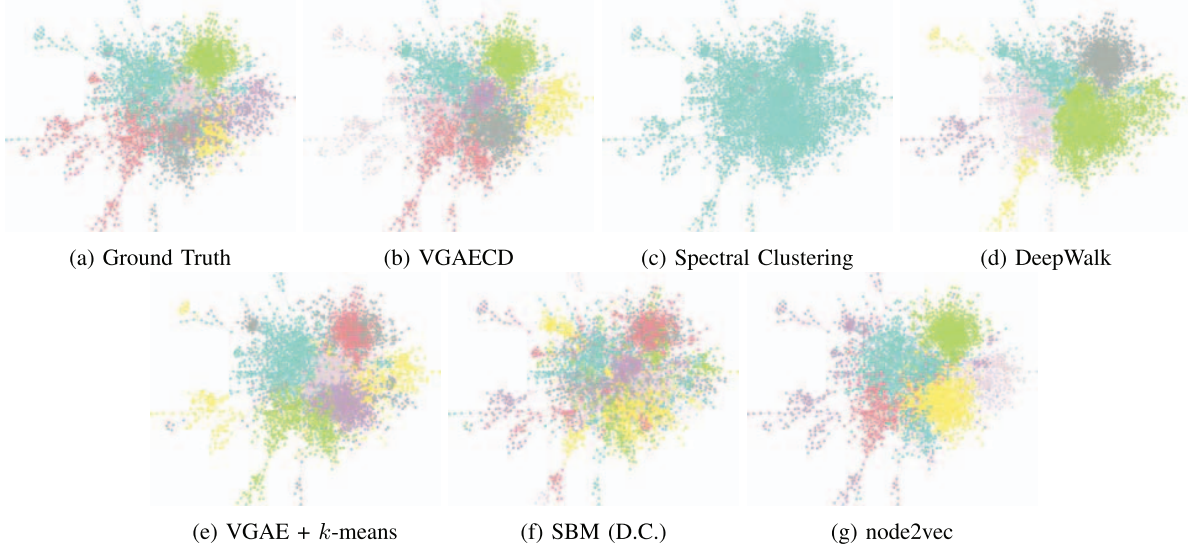 (a) Ground Truth
(b) VGAECD
(c) Spectral Clustering
(d) DeepWalk
(e) VGAE + k-means
(f) SBM (D.C.)
(g) node2vec